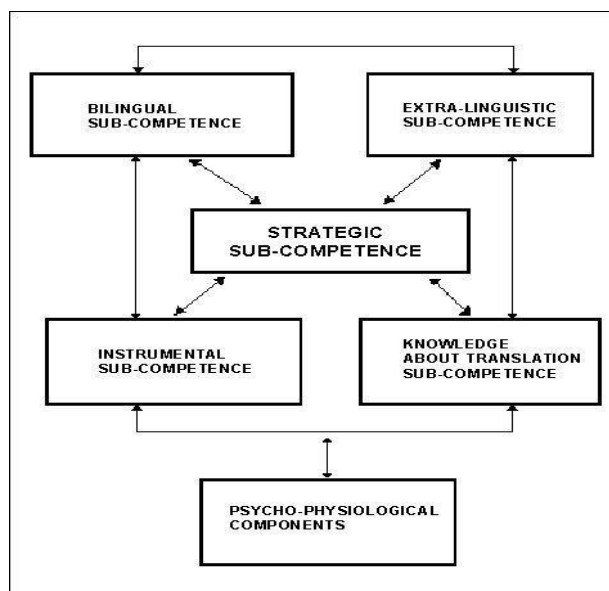 BILINGUAL
SUB-COMPETENCE
EXTRA-LINGUISTIC
SUB-COMPETENCE
STRATEGIC
SUB-COMPETENCE
INSTRUMENTAL
SUB-COMPETENCE
KNOWLEDGE
ABOUT TRANSLATION
SUB-COMPETENCE
PSYCHO-PHYSIOLOGICAL
COMPONENTS